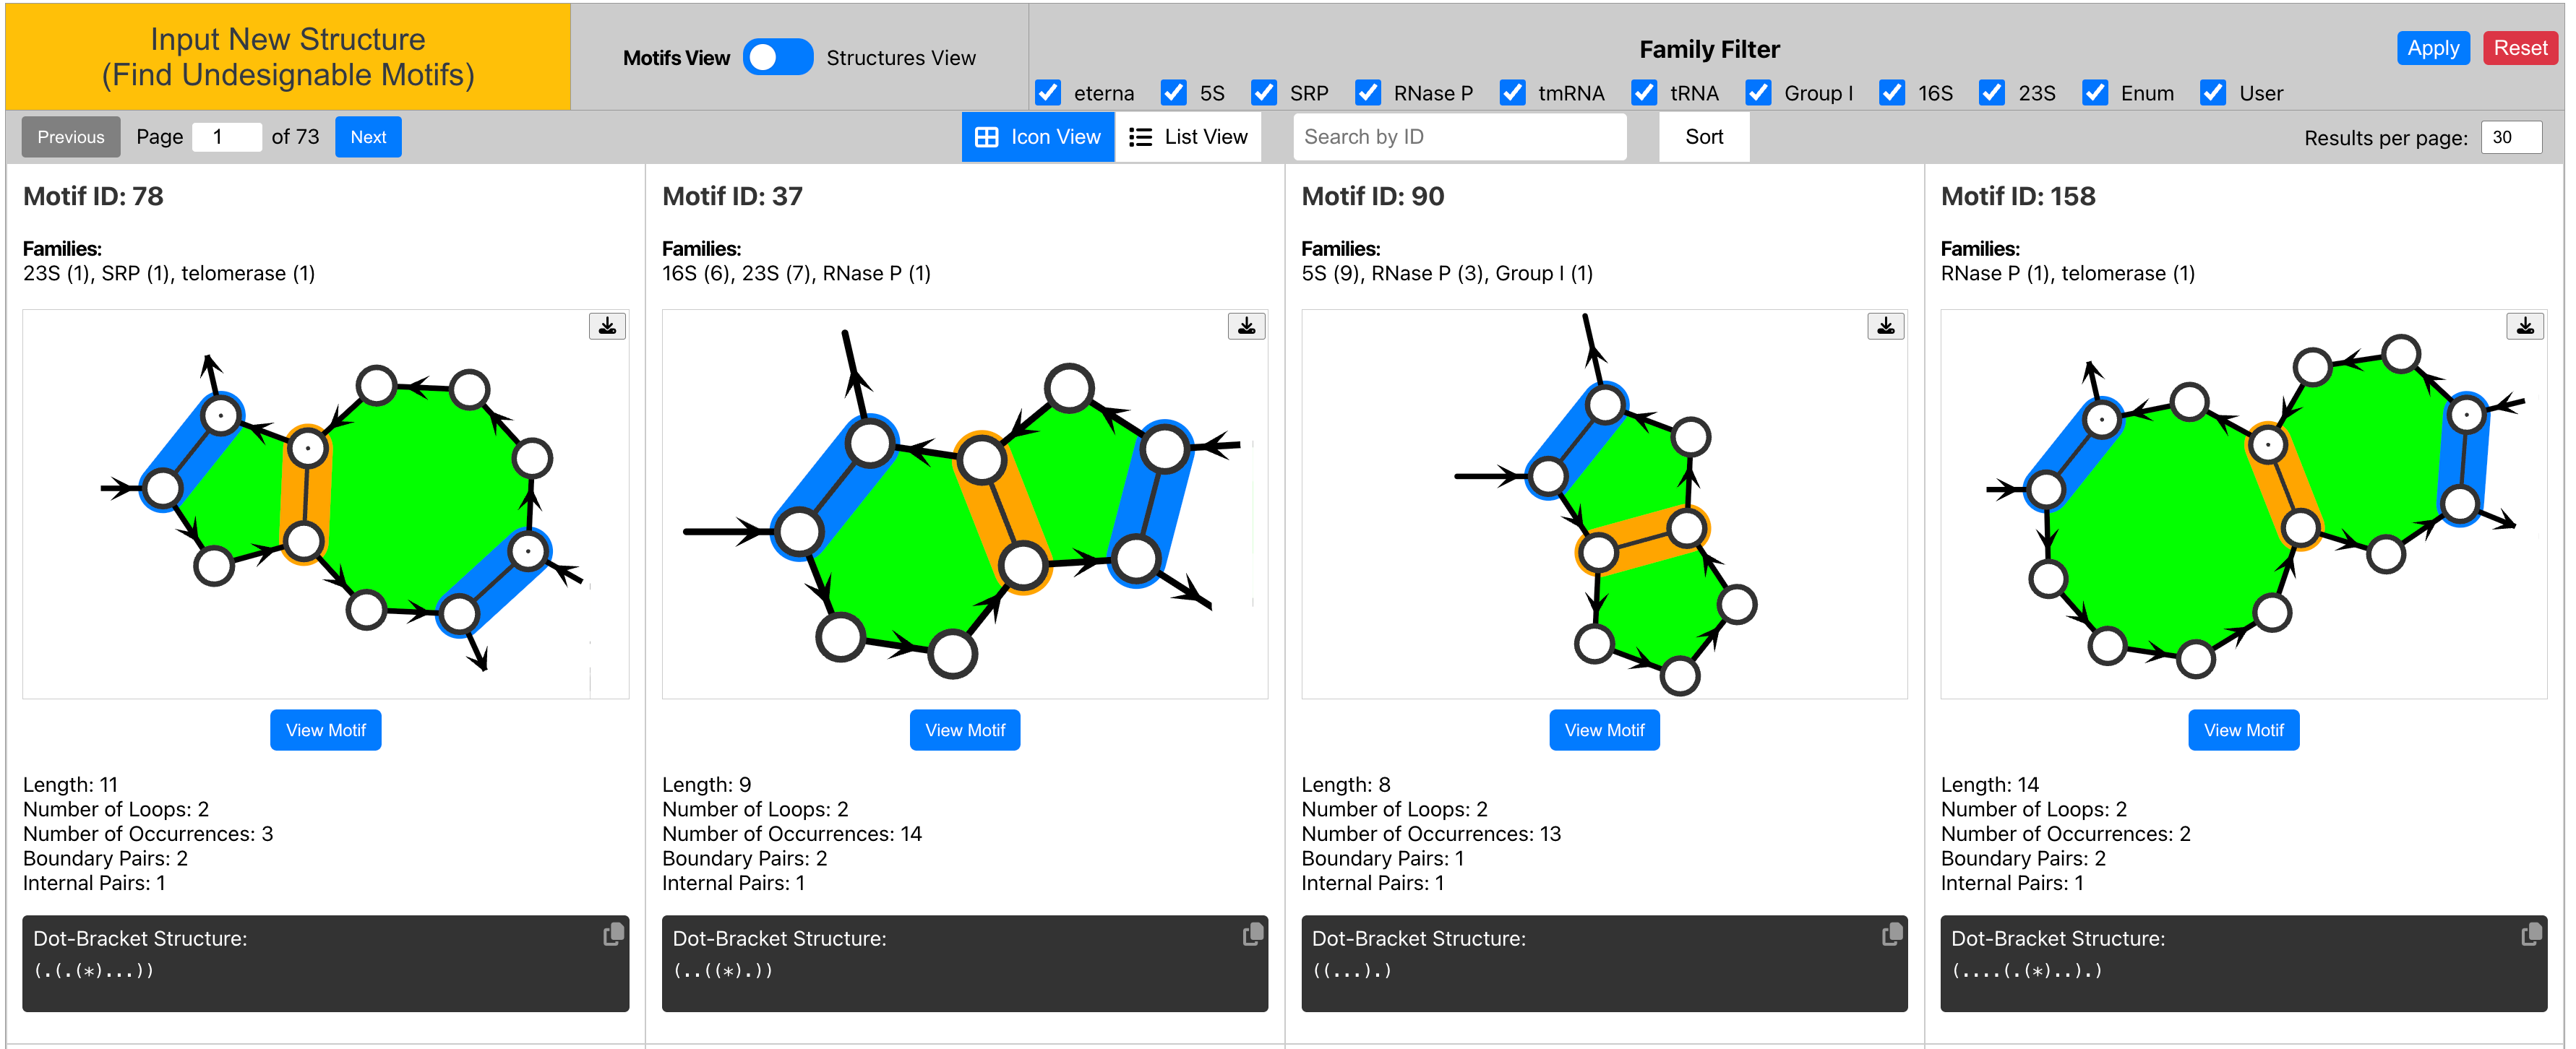 Input New Structure
(Find Undesignable Motifs)
Motifs View Structures View
Family Filter
Apply Reset
eterna 5S SRP RNase P tmRNA tRNA Group I 16S 23S Enum User
Previous Page 1 of 73 Next Icon View List View Search by ID Sort Results per page: 30
Motif ID: 78
Families:
23S (1), SRP (1), telomerase (1)
View Motif
Length: 11
Number of Loops: 2
Number of Occurrences: 3
Boundary Pairs: 2
Internal Pairs: 1
Dot-Bracket Structure:
(.(.(*)...))
Motif ID: 37
Families:
16S (6), 23S (7), RNase P (1)
View Motif
Length: 9
Number of Loops: 2
Number of Occurrences: 14
Boundary Pairs: 2
Internal Pairs: 1
Dot-Bracket Structure:
(..((*).))
Motif ID: 90
Families:
5S (9), RNase P (3), Group I (1)
View Motif
Length: 8
Number of Loops: 2
Number of Occurrences: 13
Boundary Pairs: 1
Internal Pairs: 1
Dot-Bracket Structure:
((...).)
Motif ID: 158
Families:
RNase P (1), telomerase (1)
View Motif
Length: 14
Number of Loops: 2
Number of Occurrences: 2
Boundary Pairs: 2
Internal Pairs: 1
Dot-Bracket Structure:
(....(.(*)..).)